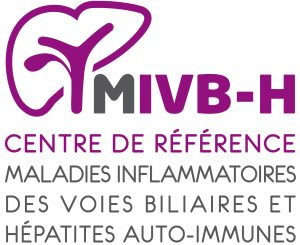 MIVB-H
CENTRE DE RÉFÉRENCE
MALADIES INFLAMMATOIRES
DES VOIES BILIAIRES ET
HÉPATITES AUTO-IMMUNES